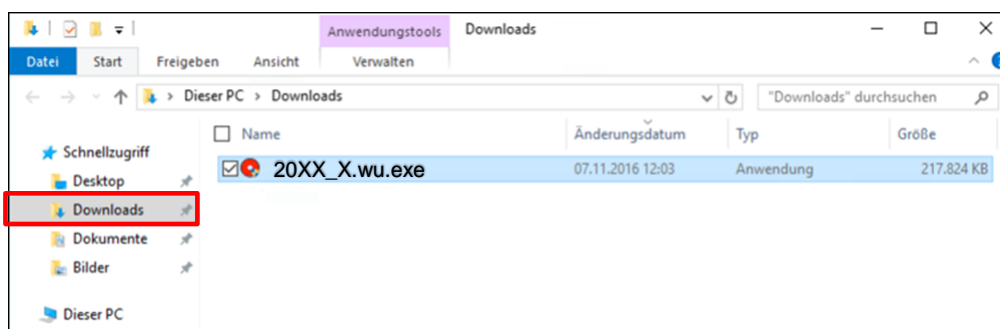 Anwendungstools Downloads
Datei Start Freigeben Ansicht Verwalten
Dieser PC Downloads "Downloads" durchsuchen
Name Änderungsdatum Typ Größe
20XX_X.wu.exe 07.11.2016 12:03 Anwendung 217.824 KB
Schnellzugriff
Desktop
Downloads
Dokumente
Bilder
Dieser PC